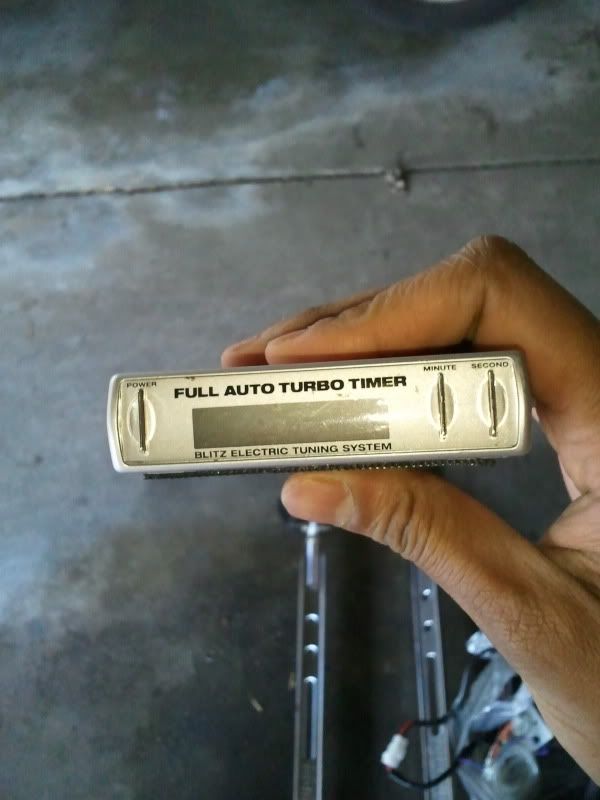 POWER
FULL AUTO TURBO TIMER
MINUTE
SECOND
BLITZ ELECTRIC TUNING SYSTEM